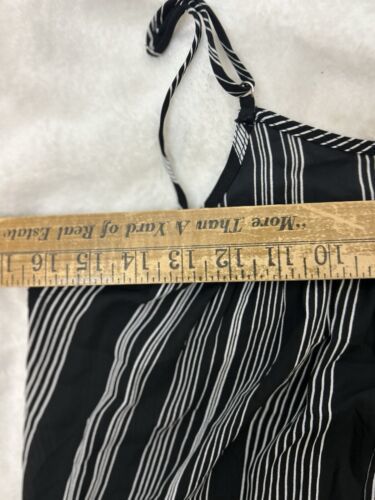 "More Than A Yard of Real Estate
10 11 12 13 14 15 16